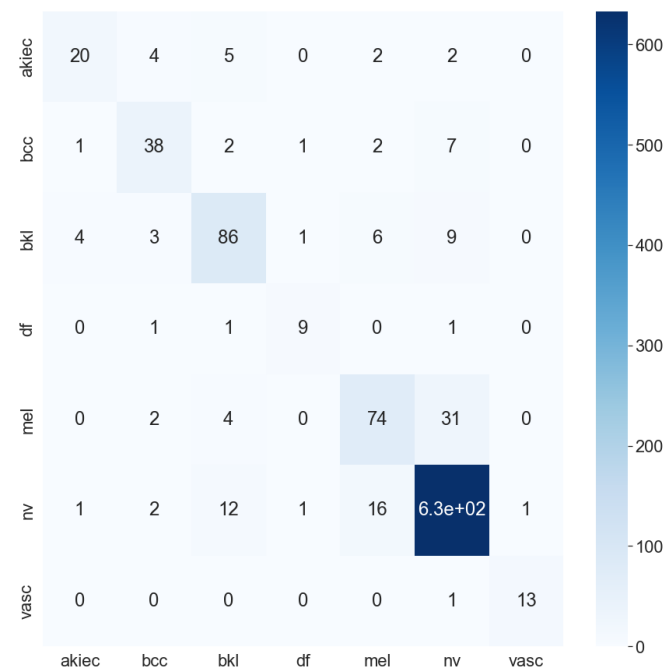 akiec 20 4 5 0 2 2 0
bcc 1 38 2 1 2 7 0
bkl 4 3 86 1 6 9 0
df 0 1 1 9 0 1 0
mel 0 2 4 0 74 31 0
nv 1 2 12 1 16 6.3e+02 1
vasc 0 0 0 0 0 1 13
akiec bcc bkl df mel nv vasc
600
500
400
300
200
100
0